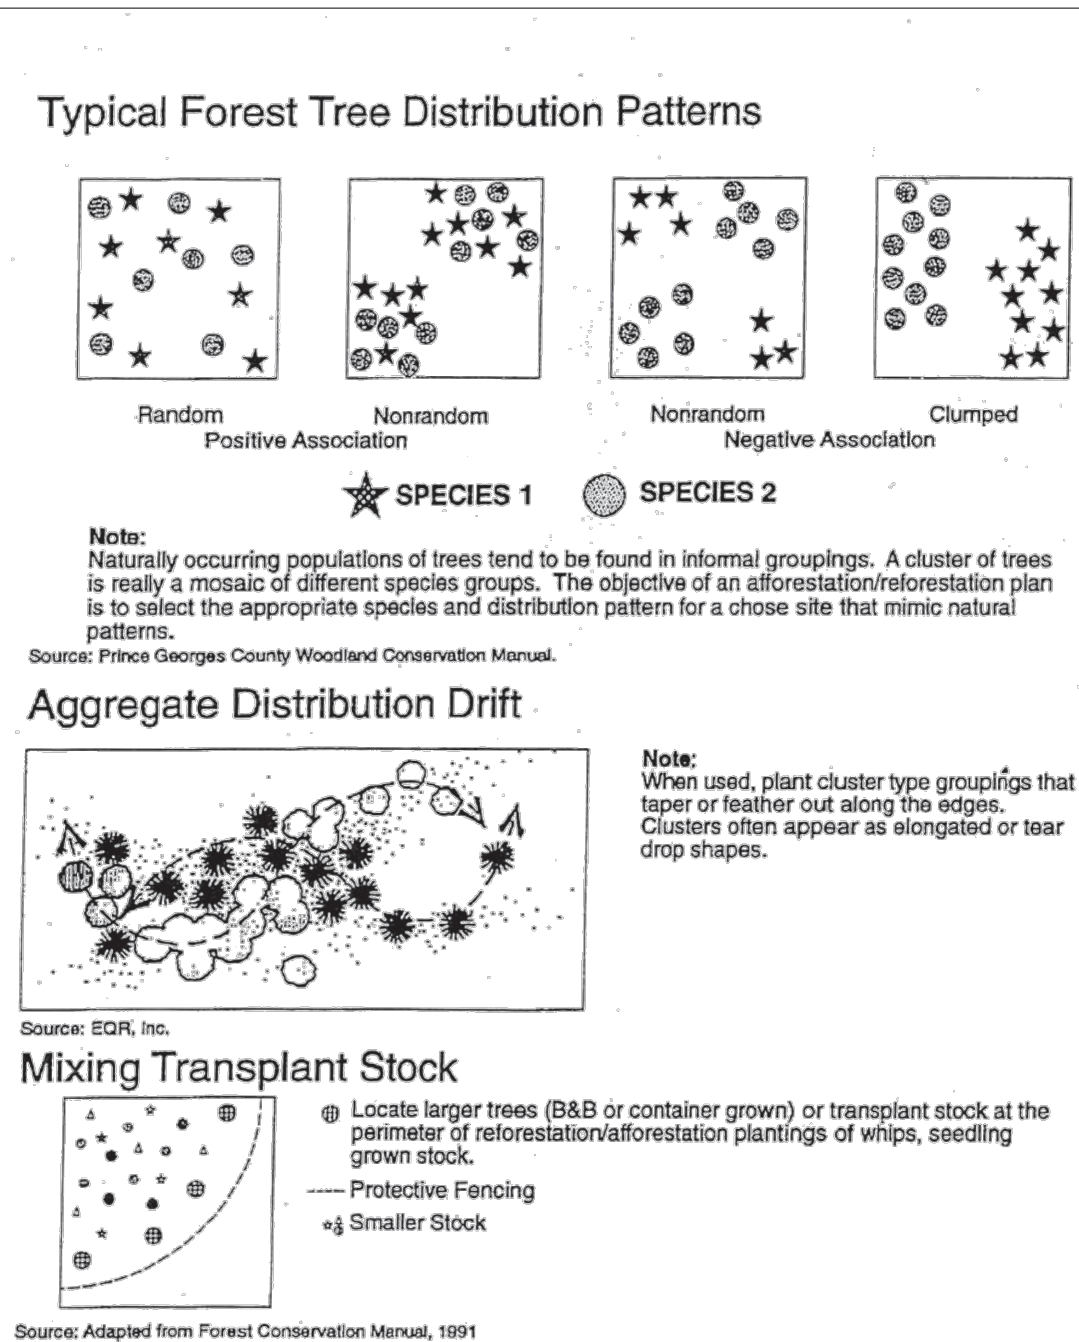 Typical Forest Tree Distribution Patterns
Random Nonrandom Nonrandom Clumped
Positive Association Negative Association
SPECIES 1 SPECIES 2
Note:
Naturally occurring populations of trees tend to be found in informal groupings. A cluster of trees
is really a mosaic of different species groups. The objective of an afforestation/reforestation plan
is to select the appropriate species and distribution pattern for a chose site that mimic natural
patterns.
Source: Prince Georges County Woodland Conservation Manual.
Aggregate Distribution Drift
Note:
When used, plant cluster type groupings that
taper or feather out along the edges.
Clusters often appear as elongated or tear
drop shapes.
Source: EQR, Inc.
Mixing Transplant Stock
Locate larger trees (B&B or container grown) or transplant stock at the
perimeter of reforestation/afforestation plantings of whips, seedling
grown stock.
Protective Fencing
Smaller Stock
Source: Adapted from Forest Conservation Manual, 1991